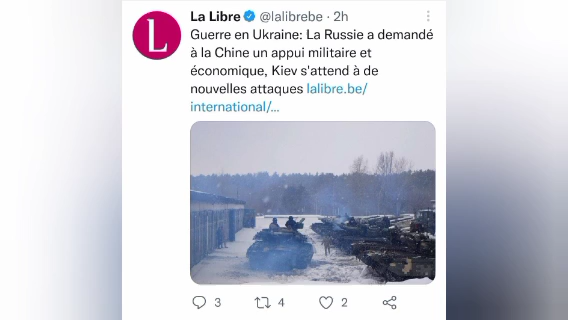 L
La Libre @lalibrebe · 2h
Guerre en Ukraine: La Russie a demandé
à la Chine un appui militaire et
économique, Kiev s'attend à de
nouvelles attaques lalibre.be/
international/...
3 4 2